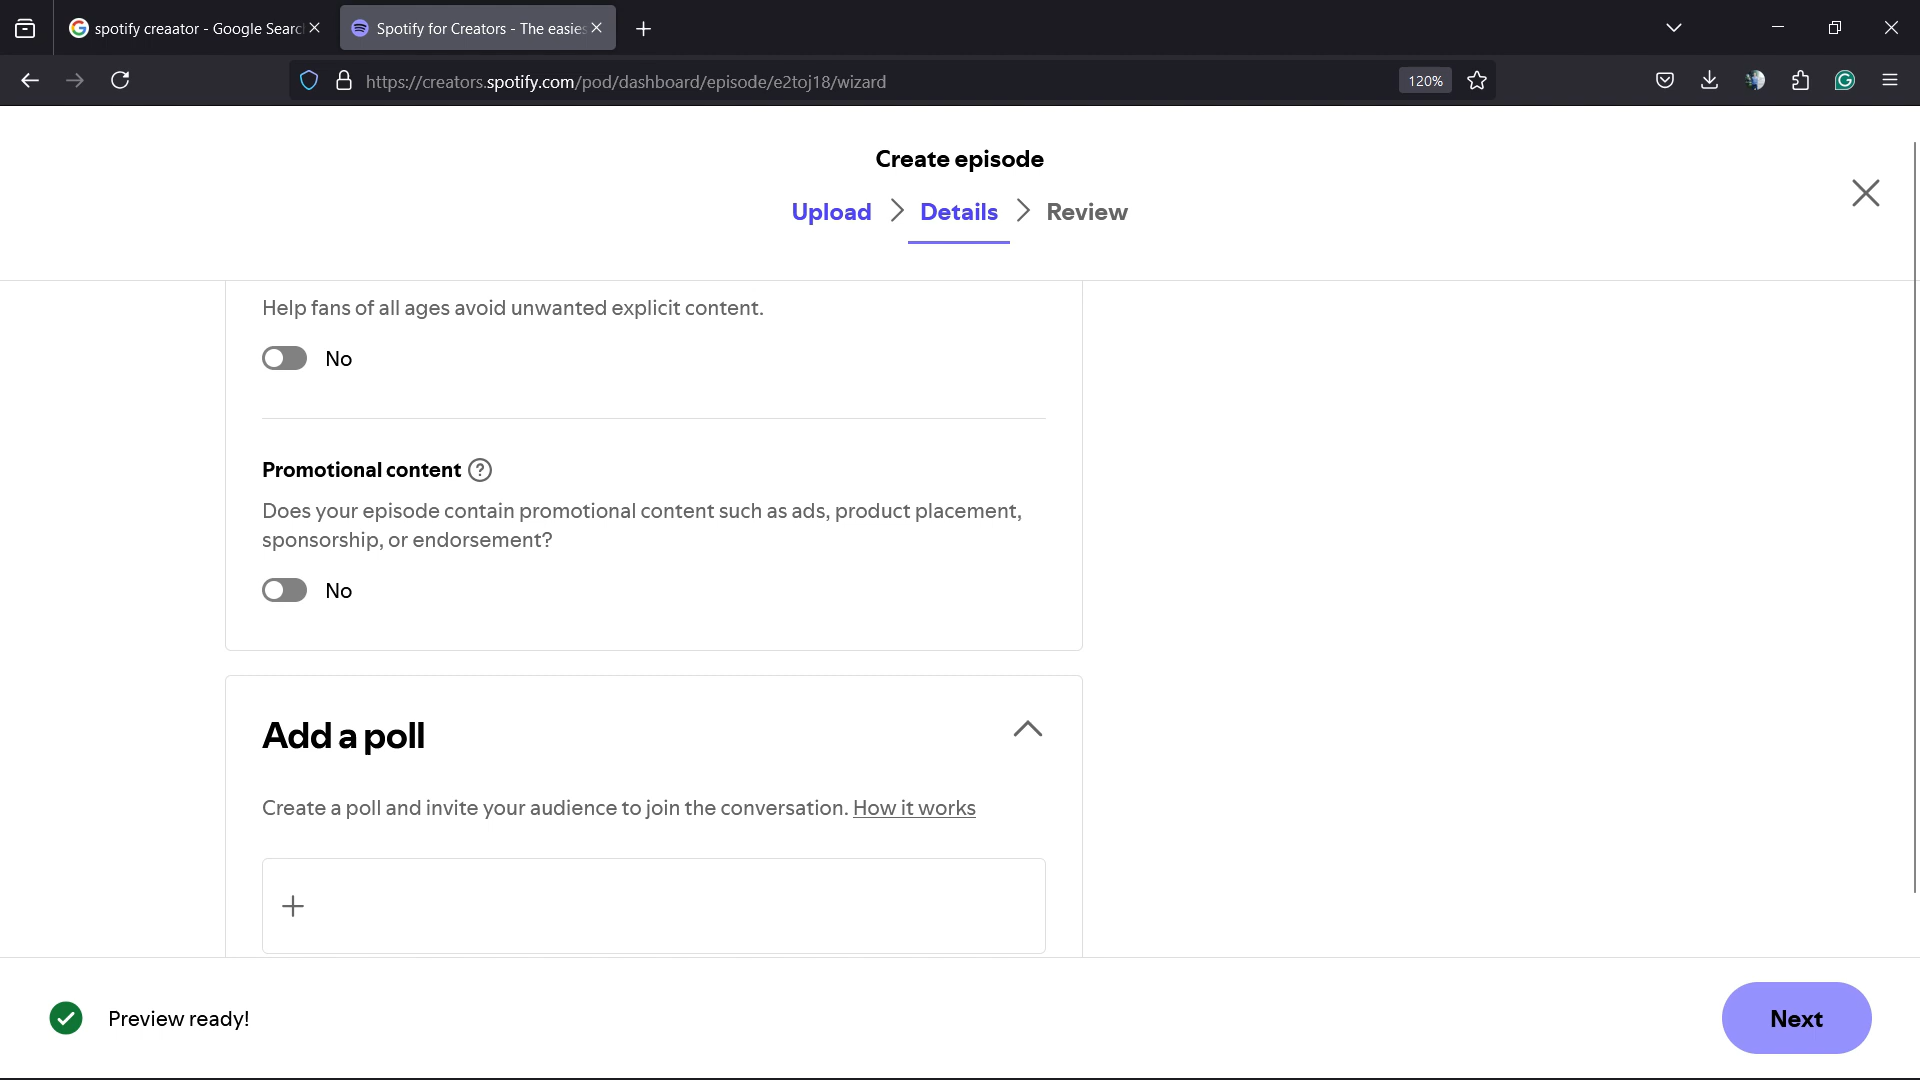 spotify creaator - Google Searc
Spotify for Creators - The easies
https://creators.spotify.com/pod/dashboard/episode/e2toj18/wizard
120%
Create episode
Upload
Details
Review
Help fans of all ages avoid unwanted explicit content.
No
Promotional content ?
Does your episode contain promotional content such as ads, product placement,
sponsorship, or endorsement?
No
Add a poll
Create a poll and invite your audience to join the conversation. How it works
Preview ready!
Next